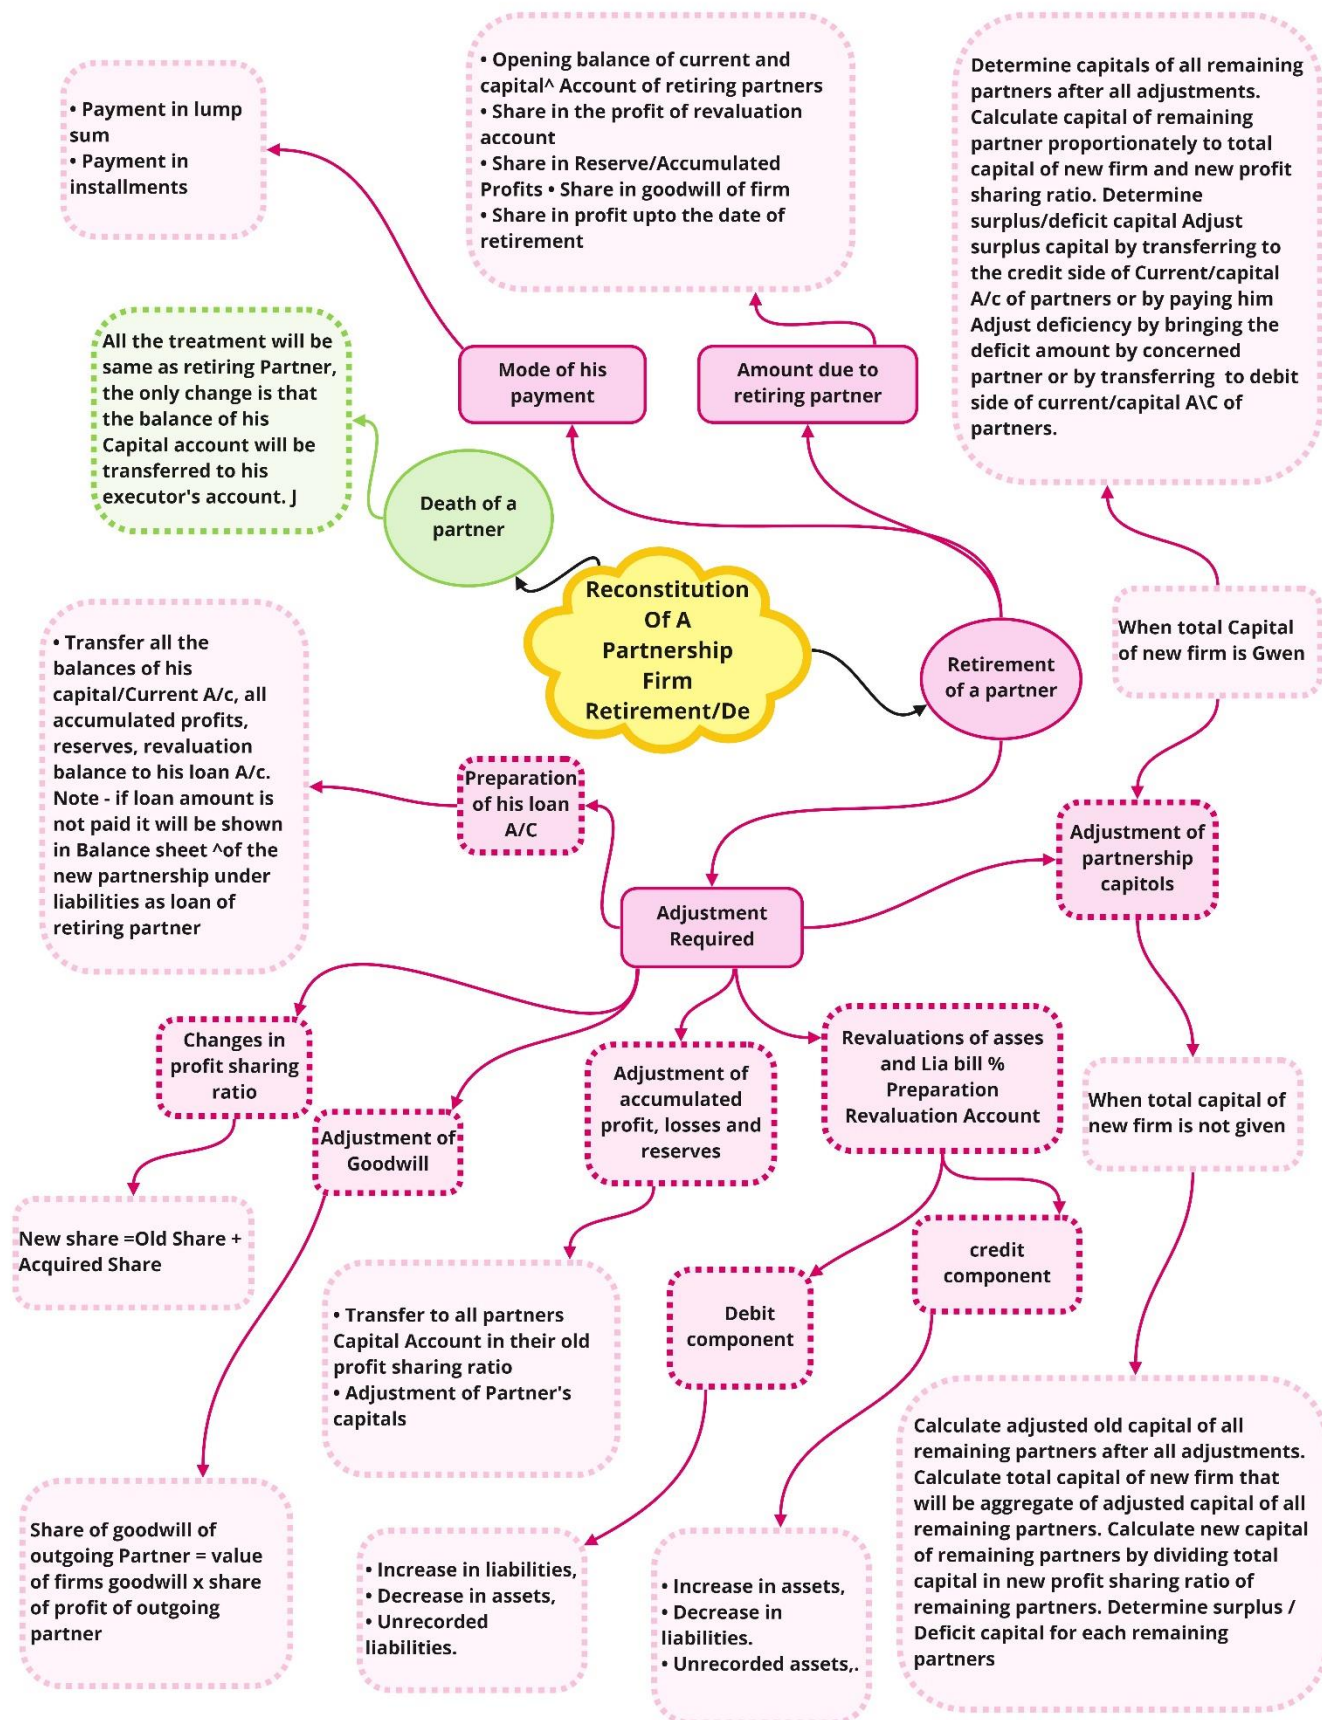 • Opening balance of current and
capital^ Account of retiring partners
• Share in the profit of revaluation
account
• Share in Reserve/Accumulated
Profits • Share in goodwill of firm
• Share in profit upto the date of
retirement
Determine capitals of all remaining
partners after all adjustments.
Calculate capital of remaining
partner proportionately to total
capital of new firm and new profit
sharing ratio. Determine
surplus/deficit capital Adjust
surplus capital by transferring to
the credit side of Current/capital
A/c of partners or by paying him
Adjust deficiency by bringing the
deficit amount by concerned
partner or by transferring  to debit
side of current/capital A\C of
partners.
• Payment in lump
sum
• Payment in
installments
All the treatment will be
same as retiring Partner,
the only change is that
the balance of his
Capital account will be
transferred to his
executor's account. J
Mode of his
payment
Amount due to
retiring partner
Death of a
partner
Reconstitution
Of A
Partnership
Firm
Retirement/De
Retirement
of a partner
When total Capital
of new firm is Gwen
• Transfer all the
balances of his
capital/Current A/c, all
accumulated profits,
reserves, revaluation
balance to his loan A/c.
Note - if loan amount is
not paid it will be shown
in Balance sheet ^of the
new partnership under
liabilities as loan of
retiring partner
Preparation
of his loan
A/C
Adjustment of
partnership
capitols
Adjustment
Required
Changes in
profit sharing
ratio
Adjustment of
Goodwill
Adjustment of
accumulated
profit, losses and
reserves
Revaluations of asses
and Lia bill %
Preparation
Revaluation Account
When total capital of
new firm is not given
New share =Old Share +
Acquired Share
credit
component
Debit
component
• Transfer to all partners
Capital Account in their old
profit sharing ratio
• Adjustment of Partner's
capitals
Share of goodwill of
outgoing Partner = value
of firms goodwill x share
of profit of outgoing
partner
• Increase in liabilities,
• Decrease in assets,
• Unrecorded
liabilities.
• Increase in assets,
• Decrease in
liabilities.
• Unrecorded assets,.
Calculate adjusted old capital of all
remaining partners after all adjustments.
Calculate total capital of new firm that
will be aggregate of adjusted capital of all
remaining partners. Calculate new capital
of remaining partners by dividing total
capital in new profit sharing ratio of
remaining partners. Determine surplus /
Deficit capital for each remaining
partners